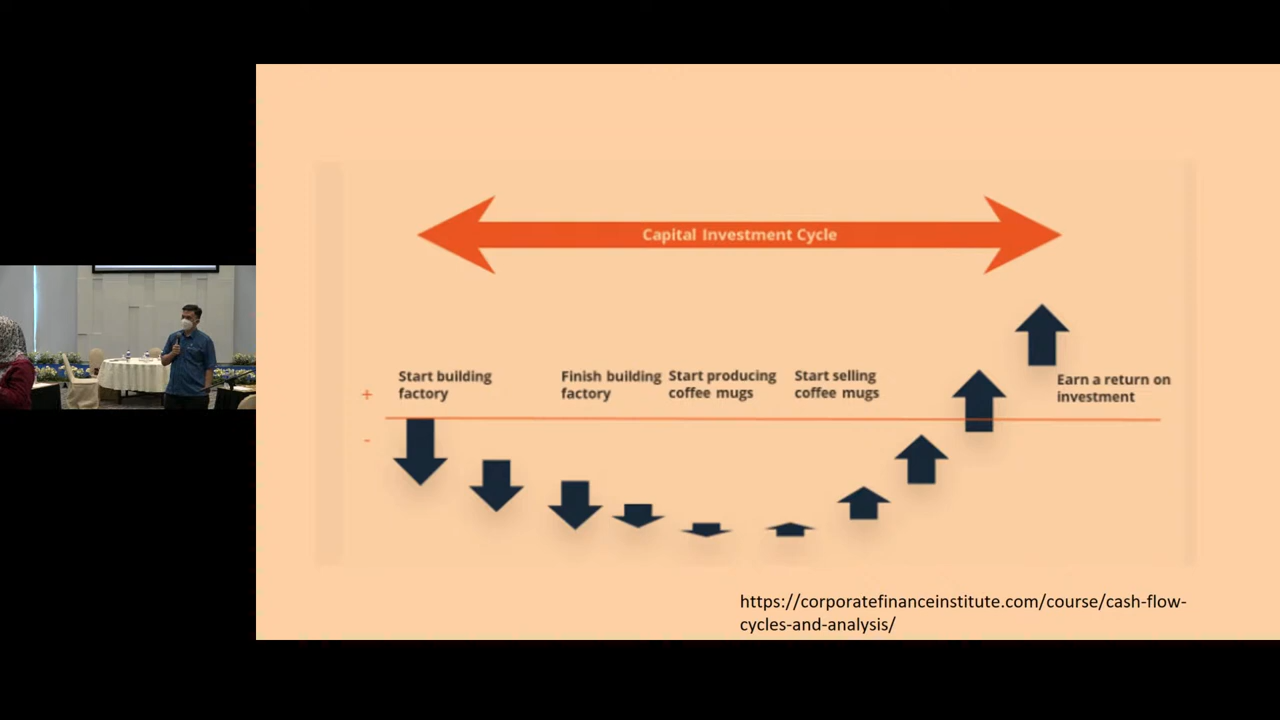 Capital Investment Cycle
Start building
factory
Finish building
factory
Start producing
coffee mugs
Start selling
coffee mugs
Earn a return on
investment
+
-
https://corporatefinanceinstitute.com/course/cash-flow-
cycles-and-analysis/